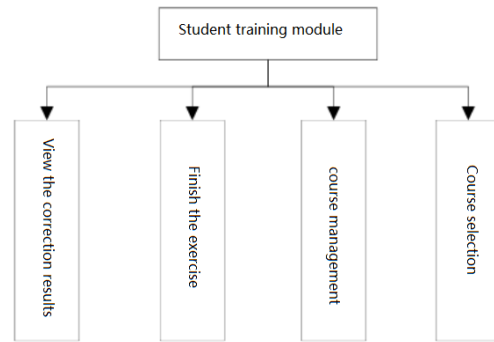 Student training module
View the correction results
Finish the exercise
course management
Course selection